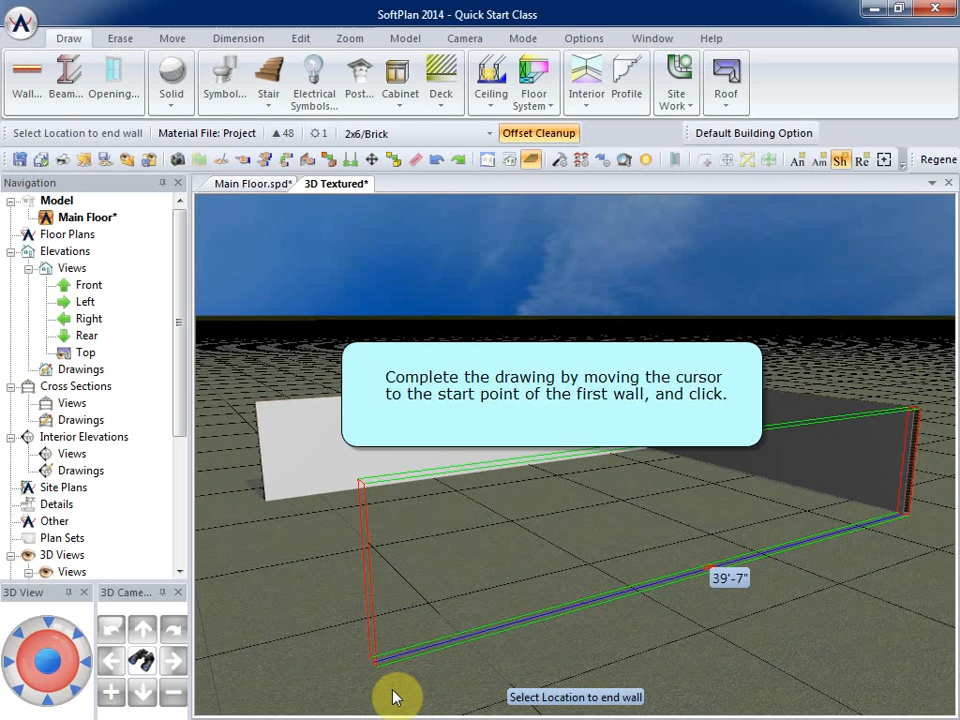 SoftPlan 2014 - Quick Start Class
Draw Erase Move Dimension Edit Zoom Model Camera Mode Options Window Help
Wall... Beam... Opening... Solid Symbol... Stair Electrical Symbols... Post... Cabinet Deck Ceiling Floor System Interior Profile Site Work Roof
Select Location to end wall Material File: Project 48 1 2x6/Brick Offset Cleanup Default Building Option
An Am Sh Re Regene
Navigation
Main Floor.spd* 3D Textured*
Model
Main Floor*
Floor Plans
Elevations
Views
Front
Left
Right
Rear
Top
Drawings
Cross Sections
Views
Drawings
Interior Elevations
Views
Drawings
Site Plans
Details
Other
Plan Sets
3D Views
Views
Complete the drawing by moving the cursor
to the start point of the first wall, and click.
39'-7"
3D View 3D Came...
Select Location to end wall